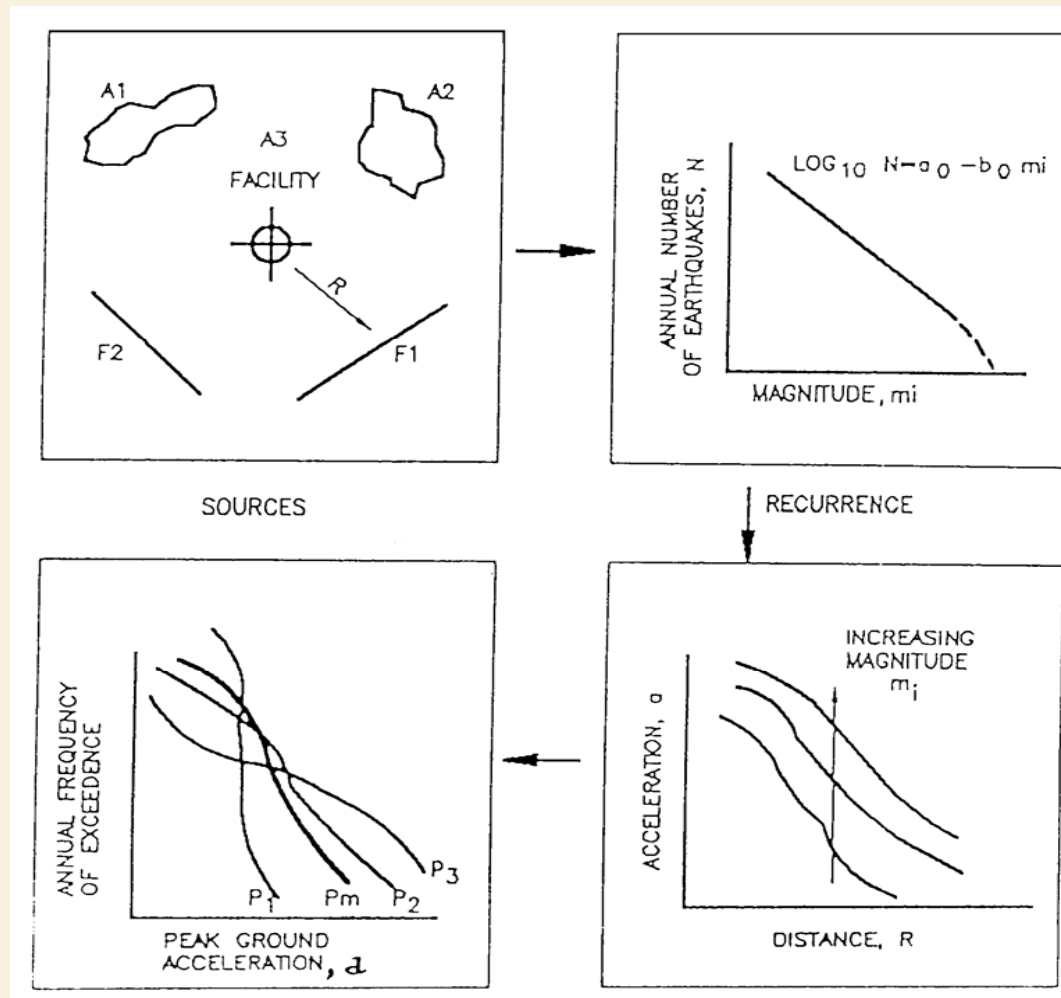 A1
A2
A3
FACILITY
R
F2
F1
SOURCES
ANNUAL NUMBER
OF EARTHQUAKES, N
LOG10 N-a0 -b0 mi
MAGNITUDE, mi
RECURRENCE
ANNUAL FREQUENCY
OF EXCEEDENCE
P1
Pm
P2
P3
PEAK GROUND
ACCELERATION, a
INCREASING
MAGNITUDE
mi
ACCELERATION, a
DISTANCE, R